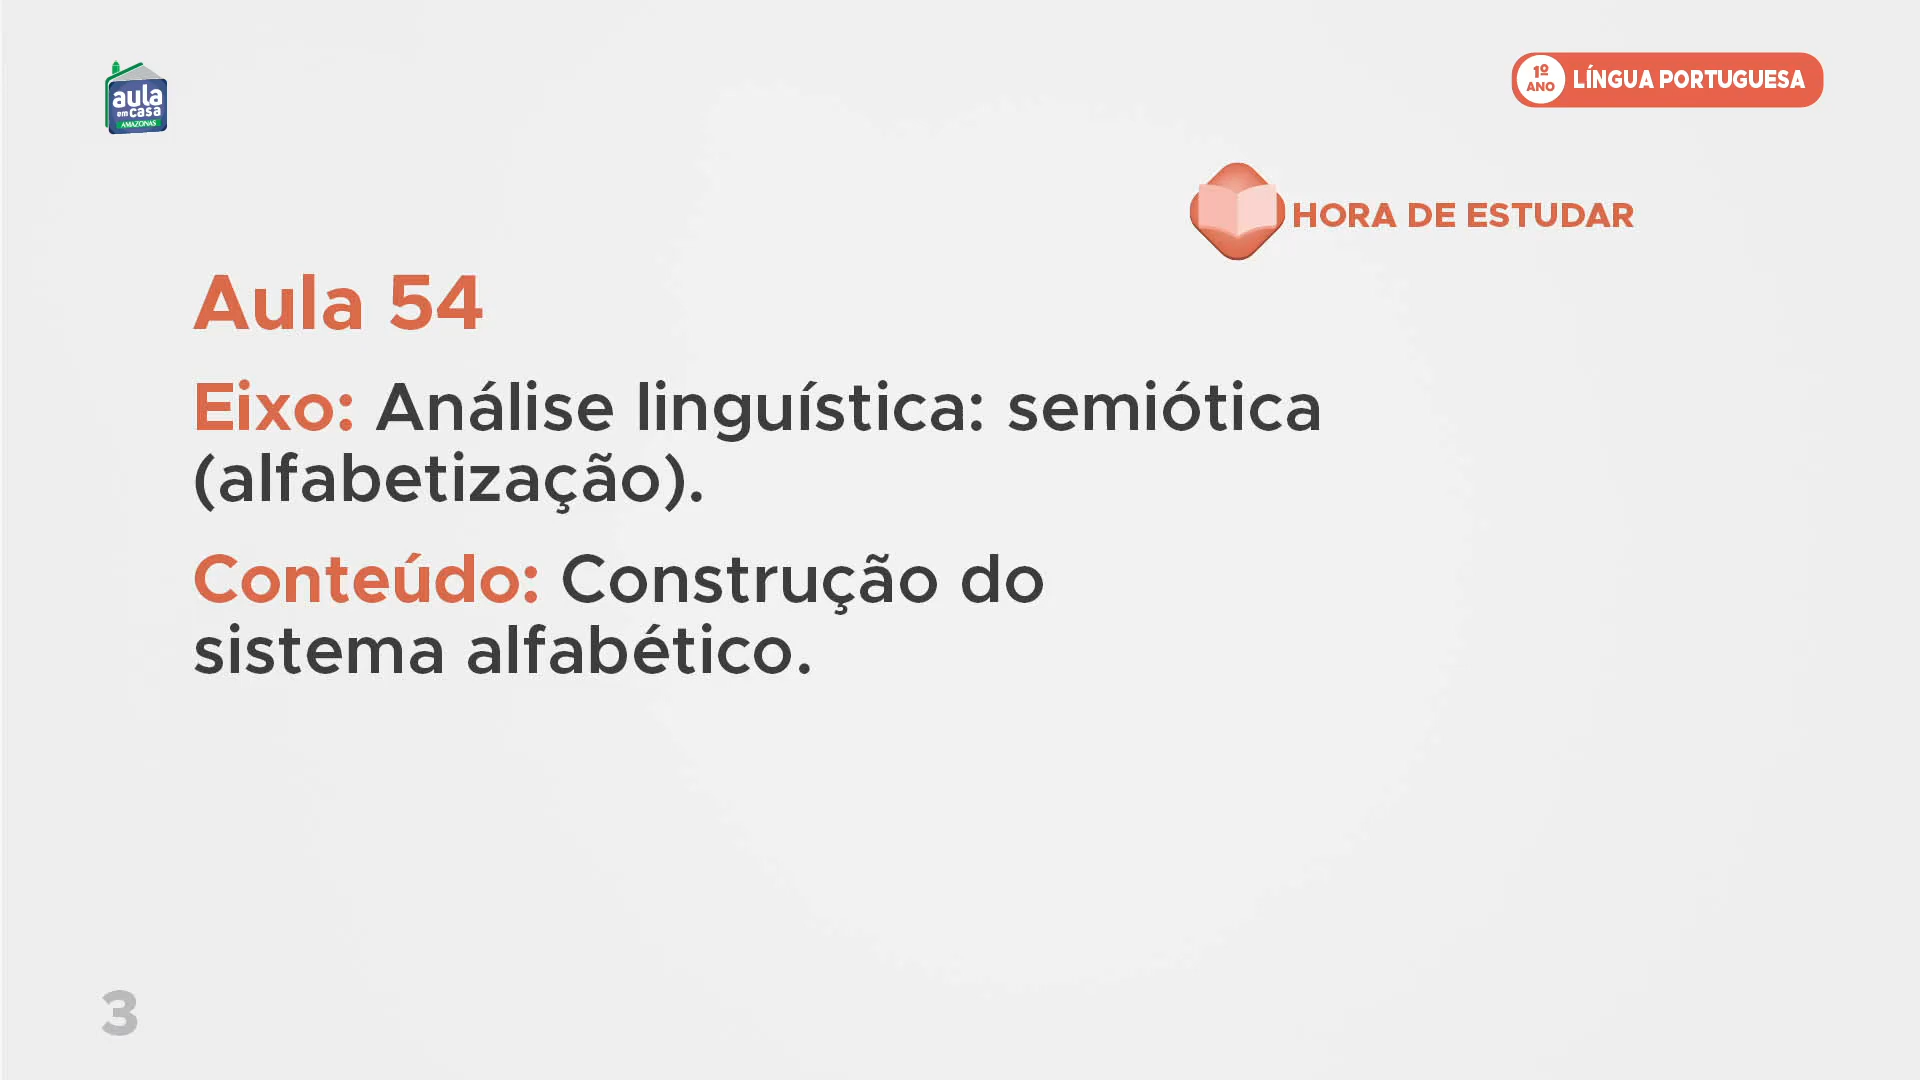 aula
em casa
AMAZONAS
1º
ANO
LÍNGUA PORTUGUESA
HORA DE ESTUDAR
Aula 54
Eixo: Análise linguística: semiótica
(alfabetização).
Conteúdo: Construção do
sistema alfabético.
3